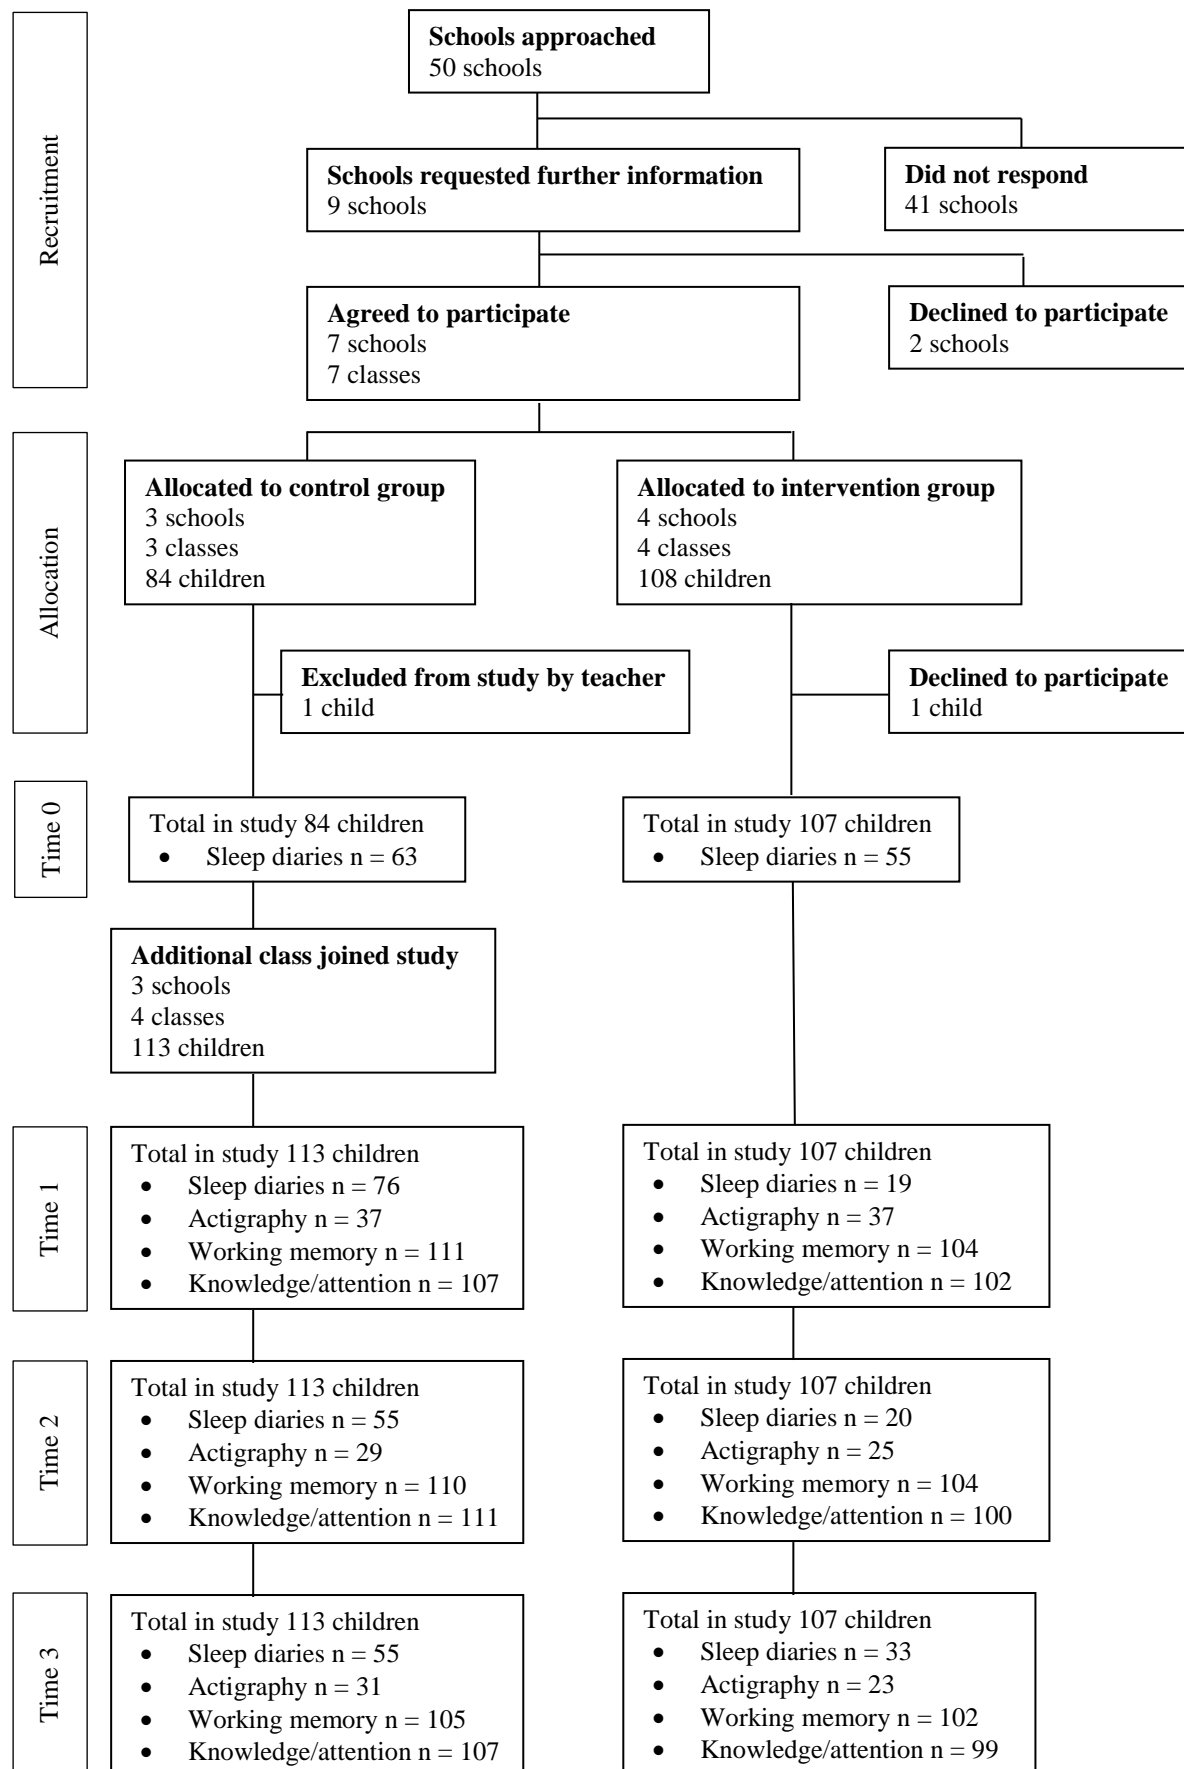 Recruitment
Schools approached
50 schools
Schools requested further information
9 schools
Did not respond
41 schools
Agreed to participate
7 schools
7 classes
Declined to participate
2 schools
Allocation
Allocated to control group
3 schools
3 classes
84 children
Allocated to intervention group
4 schools
4 classes
108 children
Excluded from study by teacher
1 child
Declined to participate
1 child
Time 0
Total in study 84 children
• Sleep diaries n = 63
Total in study 107 children
• Sleep diaries n = 55
Additional class joined study
3 schools
4 classes
113 children
Time 1
Total in study 113 children
• Sleep diaries n = 76
• Actigraphy n = 37
• Working memory n = 111
• Knowledge/attention n = 107
Total in study 107 children
• Sleep diaries n = 19
• Actigraphy n = 37
• Working memory n = 104
• Knowledge/attention n = 102
Time 2
Total in study 113 children
• Sleep diaries n = 55
• Actigraphy n = 29
• Working memory n = 110
• Knowledge/attention n = 111
Total in study 107 children
• Sleep diaries n = 20
• Actigraphy n = 25
• Working memory n = 104
• Knowledge/attention n = 100
Time 3
Total in study 113 children
• Sleep diaries n = 55
• Actigraphy n = 31
• Working memory n = 105
• Knowledge/attention n = 107
Total in study 107 children
• Sleep diaries n = 33
• Actigraphy n = 23
• Working memory n = 102
• Knowledge/attention n = 99